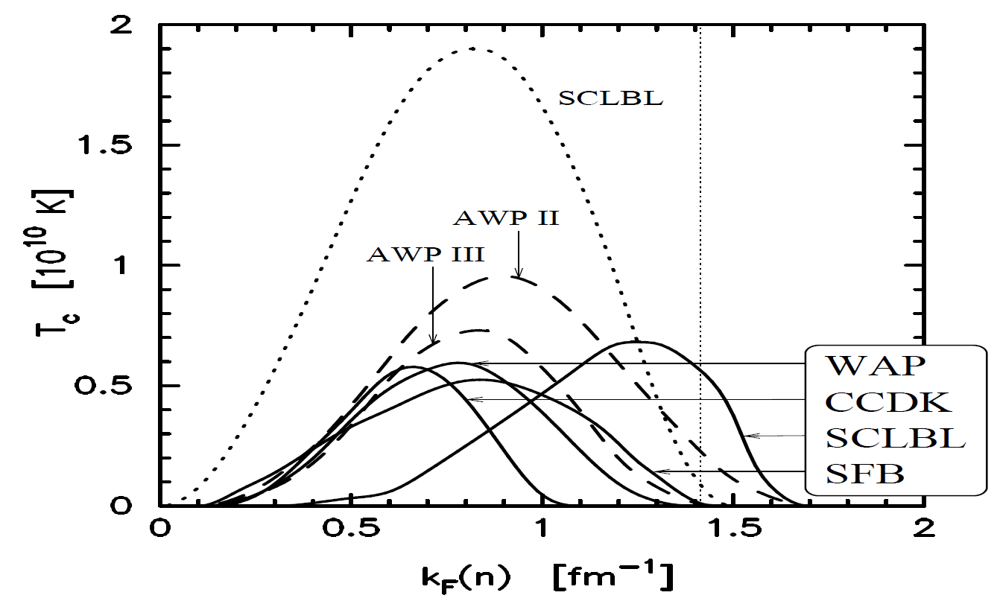 2
1.5
1
0.5
0
T_c [10^10 K]
SCLBL
AWP II
AWP III
WAP
CCDK
SCLBL
SFB
0 0.5 1 1.5 2
k_F(n) [fm^-1]